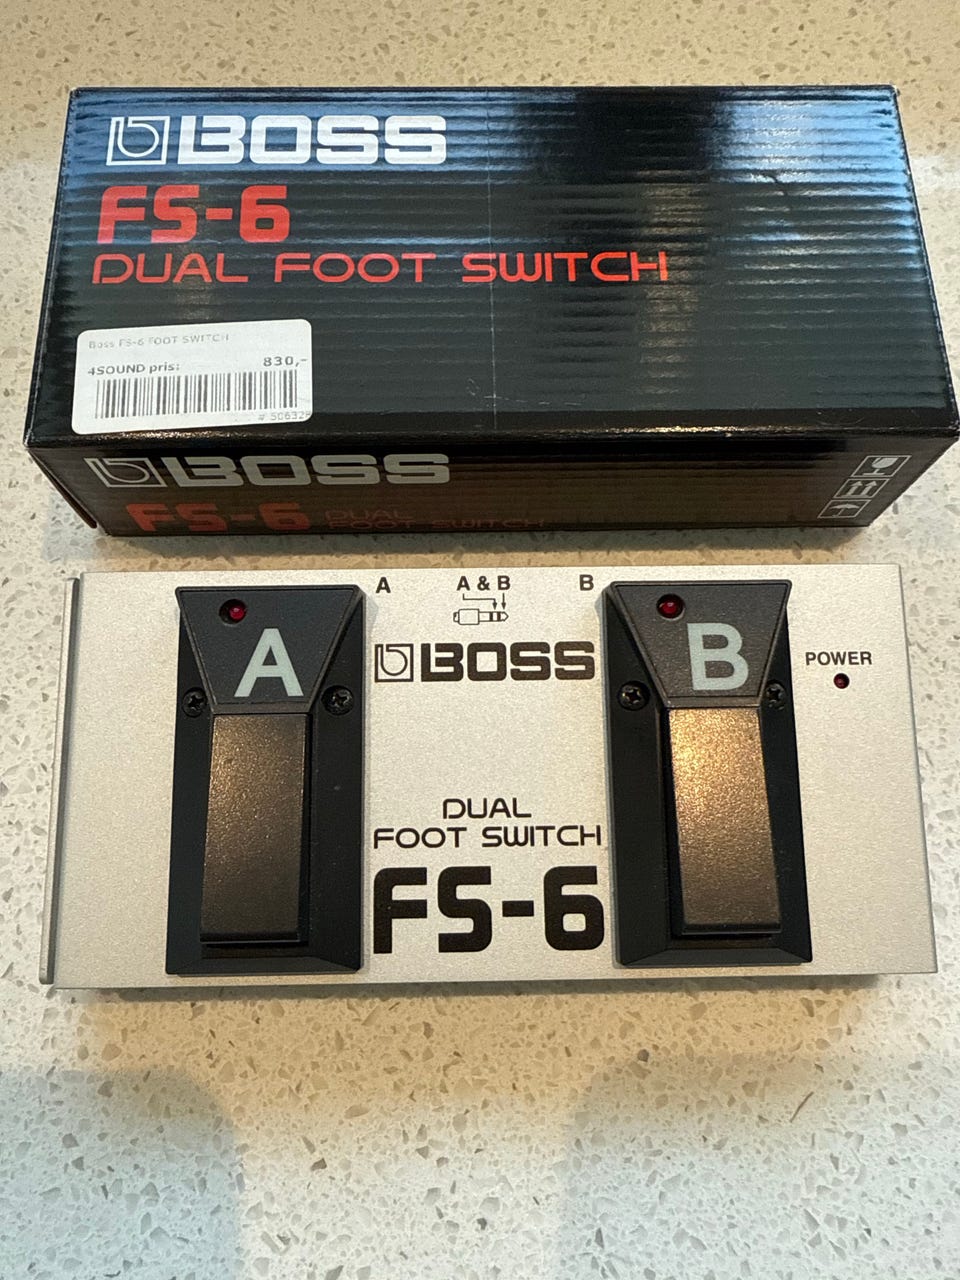 BOSS
FS-6
DUAL FOOT SWITCH
Boss FS-6 FOOT SWITCH
4SOUND pris: 830,-
# 50632
BOSS
FS-6 DUAL
FOOT SWITCH
A A & B B
A
B
BOSS
POWER
DUAL
FOOT SWITCH
FS-6